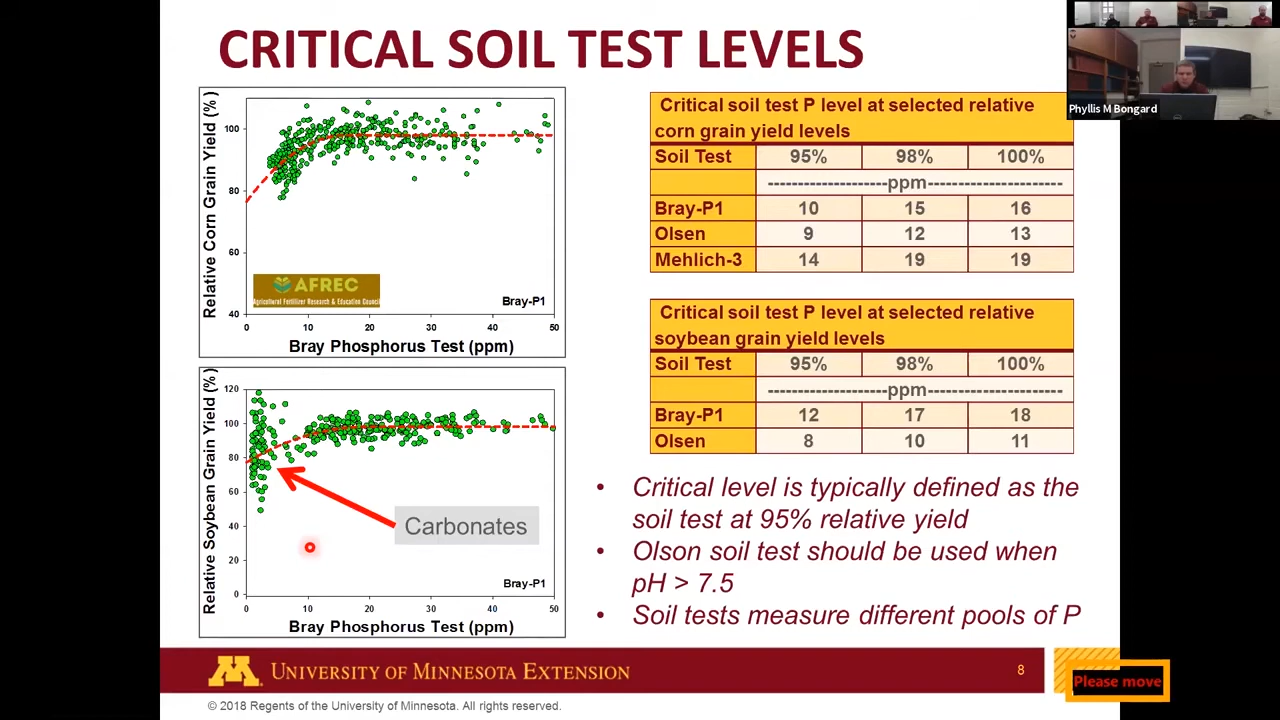 CRITICAL SOIL TEST LEVELS
Phyllis M Bongard
Relative Corn Grain Yield (%)
100
80
60
40
AFREC
Agricultural Fertilizer Research & Education Council
Bray-P1
0 10 20 30 40 50
Bray Phosphorus Test (ppm)
Relative Soybean Grain Yield (%)
120
100
80
60
40
20
0
Carbonates
Bray-P1
0 10 20 30 40 50
Bray Phosphorus Test (ppm)
Critical soil test P level at selected relative
corn grain yield levels
Soil Test 95% 98% 100%
--------------------ppm-----------------------
Bray-P1 10 15 16
Olsen 9 12 13
Mehlich-3 14 19 19
Critical soil test P level at selected relative
soybean grain yield levels
Soil Test 95% 98% 100%
--------------------ppm-----------------------
Bray-P1 12 17 18
Olsen 8 10 11
• Critical level is typically defined as the
soil test at 95% relative yield
• Olson soil test should be used when
pH > 7.5
• Soil tests measure different pools of P
M UNIVERSITY OF MINNESOTA EXTENSION
8
Please move
© 2018 Regents of the University of Minnesota. All rights reserved.